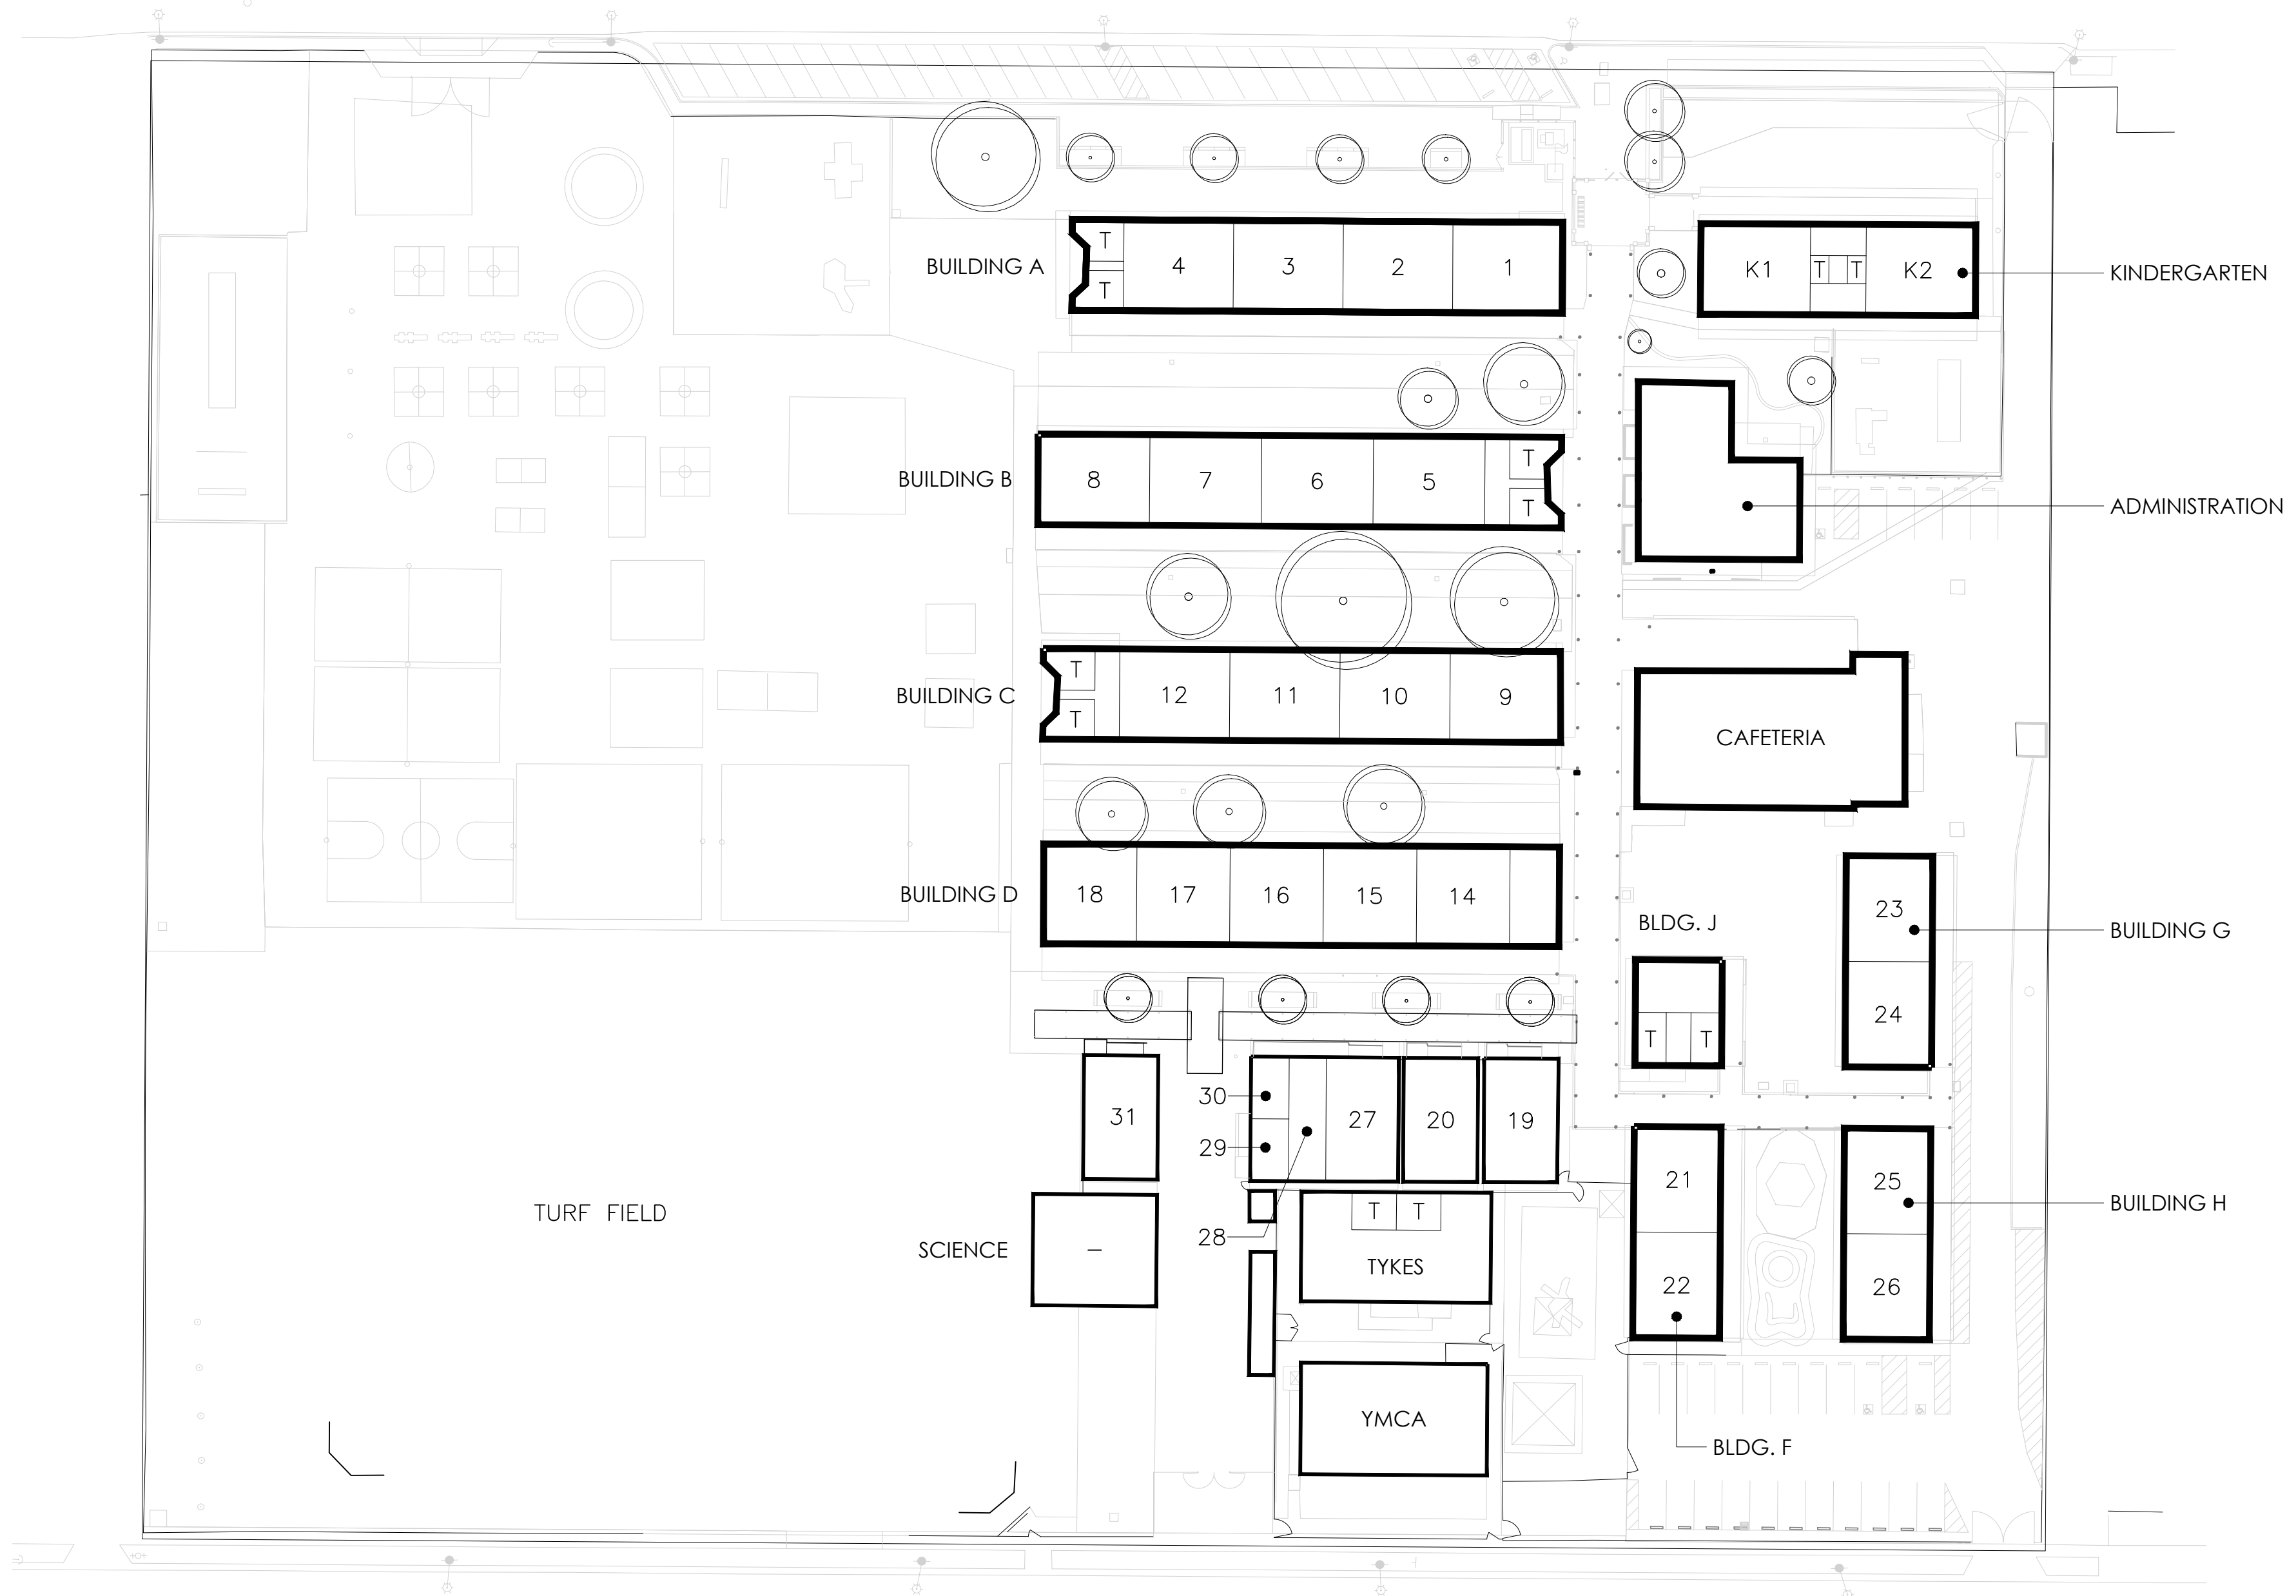 T
BUILDING A
4
3
2
1
T
K1
T
T
K2
KINDERGARTEN
BUILDING B
8
7
6
5
T
T
ADMINISTRATION
T
BUILDING C
12
11
10
9
T
CAFETERIA
BUILDING D
18
17
16
15
14
BLDG. J
23
BUILDING G
24
T
T
30
31
27
20
19
29
21
25
BUILDING H
TURF FIELD
T
T
28
SCIENCE
TYKES
22
26
YMCA
BLDG. F